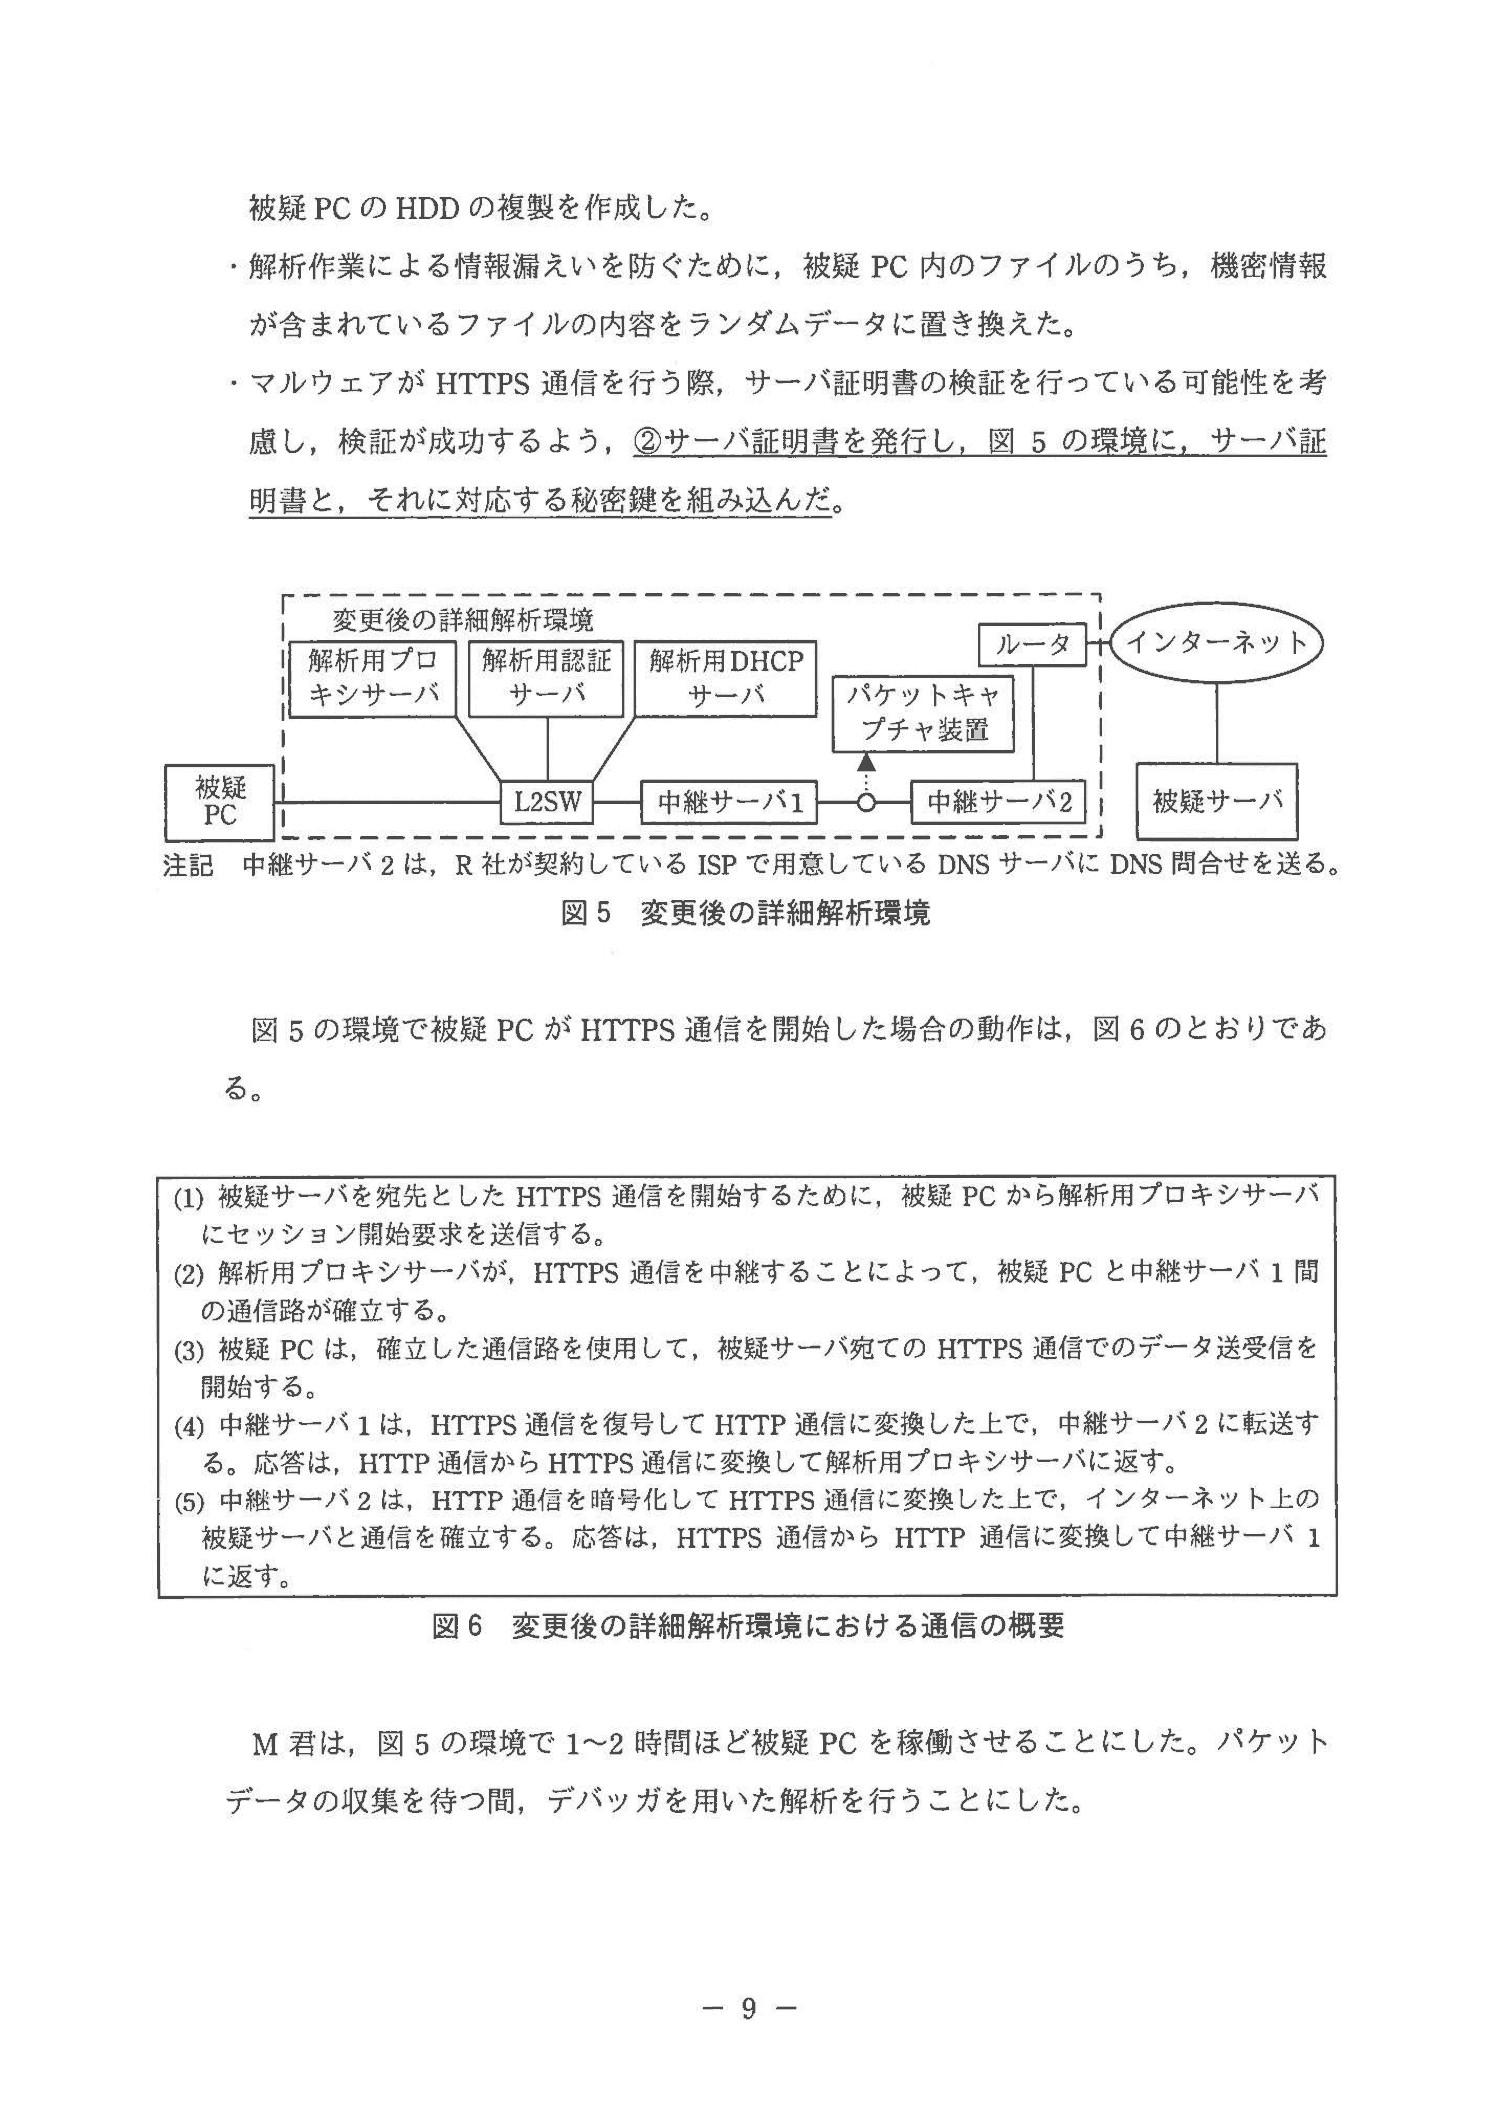 被疑 PC の HDD の複製を作成した。
・解析作業による情報漏えいを防ぐために，被疑 PC 内のファイルのうち，機密情報
が含まれているファイルの内容をランダムデータに置き換えた。
・マルウェアが HTTPS 通信を行う際，サーバ証明書の検証を行っている可能性を考
慮し，検証が成功するよう，②サーバ証明書を発行し，図 5 の環境に，サーバ証
明書と，それに対応する秘密鍵を組み込んだ。
変更後の詳細解析環境
解析用プロ
キシサーバ
解析用認証
サーバ
解析用DHCP
サーバ
パケットキャ
プチャ装置
ルータ
インターネット
被疑
PC
L2SW
中継サーバ1
中継サーバ2
被疑サーバ
注記　中継サーバ 2 は，R 社が契約している ISP で用意している DNS サーバに DNS 問合せを送る。
図 5　変更後の詳細解析環境
図 5 の環境で被疑 PC が HTTPS 通信を開始した場合の動作は，図 6 のとおりであ
る。
(1) 被疑サーバを宛先とした HTTPS 通信を開始するために，被疑 PC から解析用プロキシサーバ
にセッション開始要求を送信する。
(2) 解析用プロキシサーバが，HTTPS 通信を中継することによって，被疑 PC と中継サーバ 1 間
の通信路が確立する。
(3) 被疑 PC は，確立した通信路を使用して，被疑サーバ宛ての HTTPS 通信でのデータ送受信を
開始する。
(4) 中継サーバ 1 は，HTTPS 通信を復号して HTTP 通信に変換した上で，中継サーバ 2 に転送す
る。応答は，HTTP 通信から HTTPS 通信に変換して解析用プロキシサーバに返す。
(5) 中継サーバ 2 は，HTTP 通信を暗号化して HTTPS 通信に変換した上で，インターネット上の
被疑サーバと通信を確立する。応答は，HTTPS 通信から HTTP 通信に変換して中継サーバ 1
に返す。
図 6　変更後の詳細解析環境における通信の概要
M 君は，図 5 の環境で 1〜2 時間ほど被疑 PC を稼働させることにした。パケット
データの収集を待つ間，デバッガを用いた解析を行うことにした。
－ 9 －